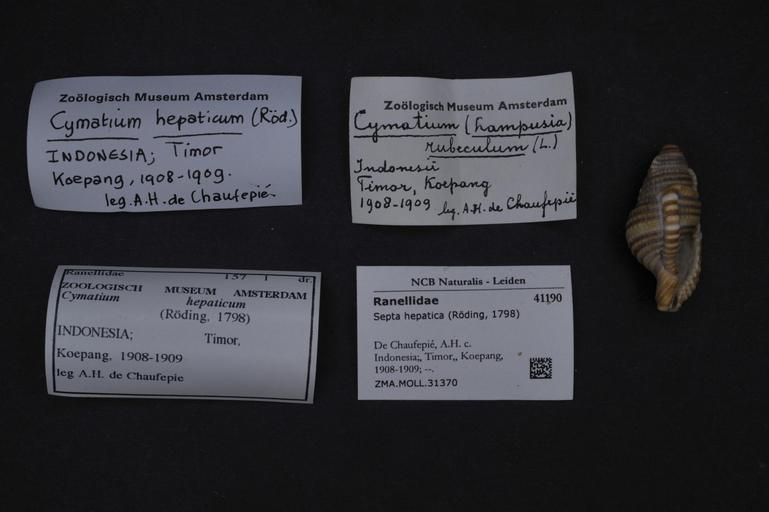 Zoölogisch Museum Amsterdam
Cymatium hepaticum (Röd.)
INDONESIA; Timor
Koepang, 1908-1909.
leg. A.H. de Chaufepié
Zoölogisch Museum Amsterdam
Cymatium (Lampusia)
rubeculum (L.)
Indonesië
Timor, Koepang
1908-1909 leg. A.H. de Chaufepié
Ranellidae 157 1 dr.
ZOOLOGISCH MUSEUM AMSTERDAM
Cymatium hepaticum
(Röding, 1798)
INDONESIA; Timor,
Koepang, 1908-1909
leg A.H. de Chaufepie
NCB Naturalis - Leiden
Ranellidae 41190
Septa hepatica (Röding, 1798)
De Chaufepié, A.H. c.
Indonesia;, Timor,, Koepang,
1908-1909; --.
ZMA.MOLL.31370